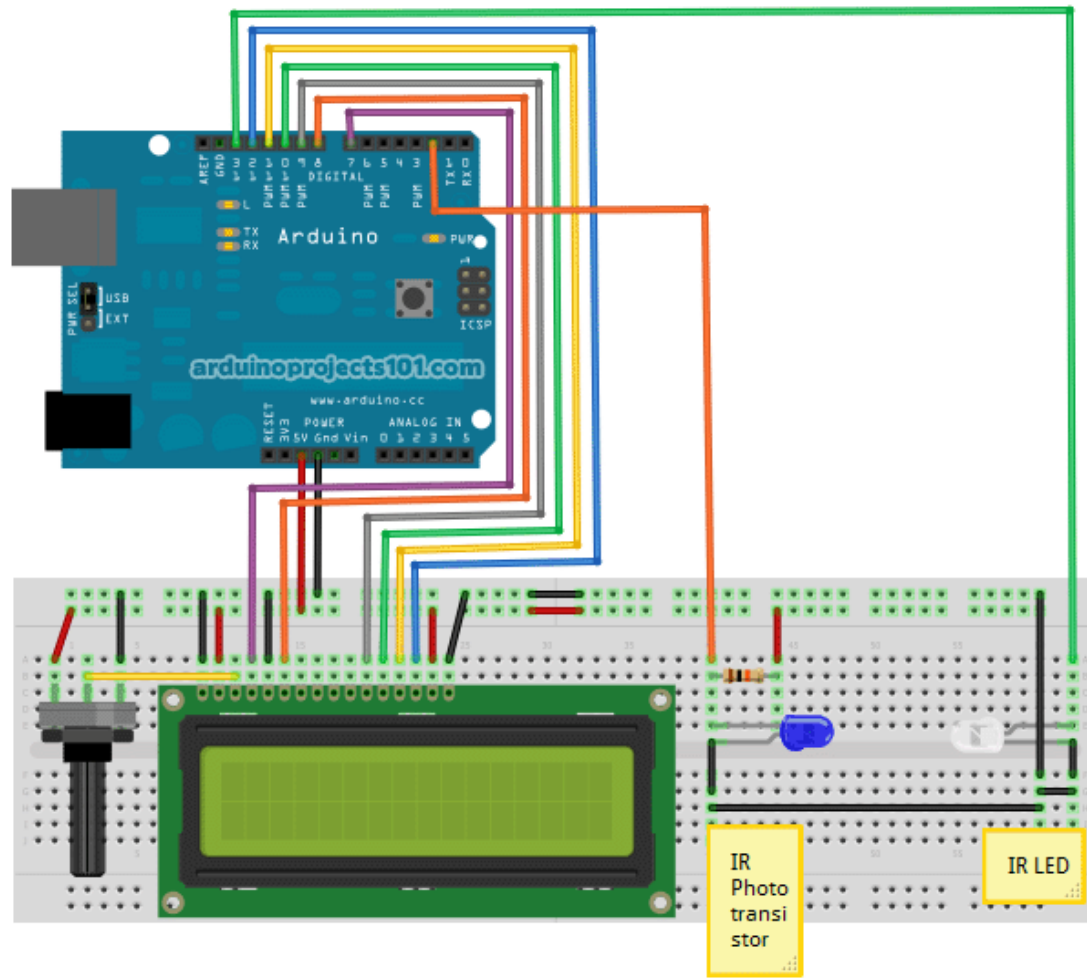 AREF
GND
13
12
PWM 11
PWM 10
PWM 9
8
7
PWM 6
PWM 5
4
PWM 3
TX 1
RX 0
DIGITAL
L
TX
RX
Arduino
PWR
1
ICSP
PWR SEL
USB
EXT
arduinoprojects101.com
www.arduino.cc
POWER
ANALOG IN
RESET
3V3
5V Gnd Vin
0 1 2 3 4 5
IR
Photo
transi
stor
IR LED